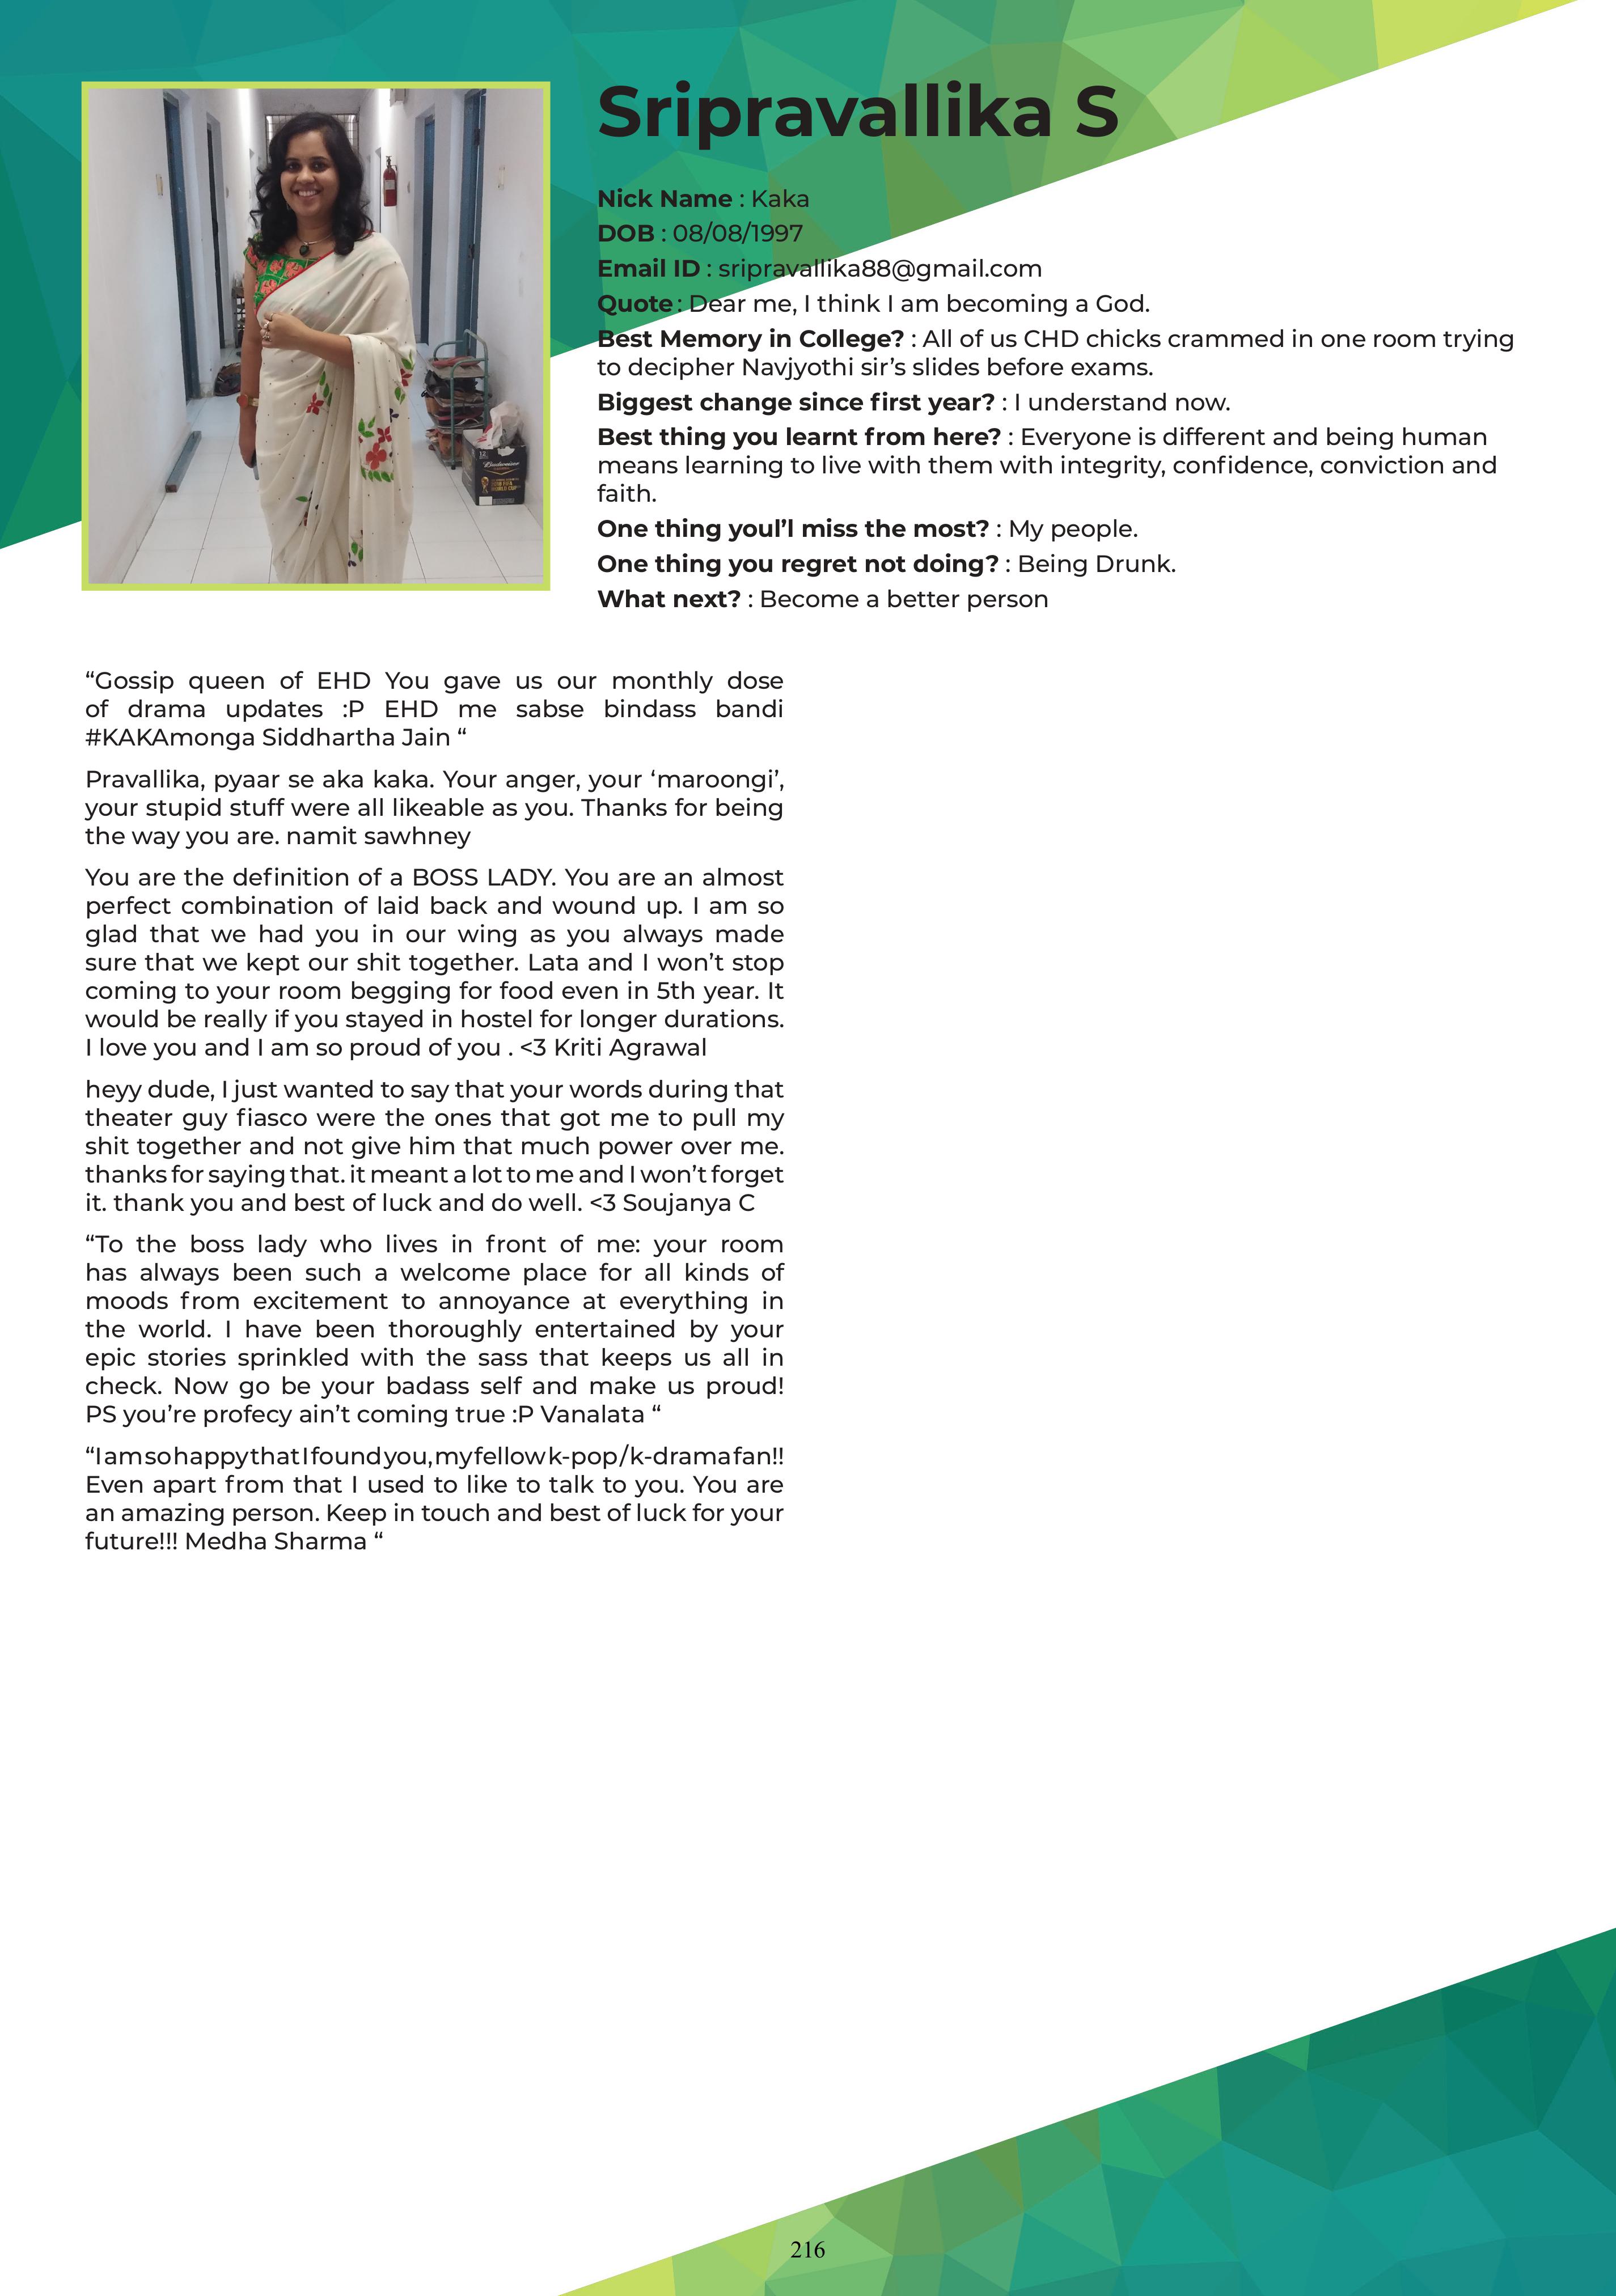 Sripravallika S
Nick Name : Kaka
DOB : 08/08/1997
Email ID : sripravallika88@gmail.com
Quote : Dear me, I think I am becoming a God.
Best Memory in College? : All of us CHD chicks crammed in one room trying
to decipher Navjyothi sir’s slides before exams.
Biggest change since first year? : I understand now.
Best thing you learnt from here? : Everyone is different and being human
means learning to live with them with integrity, confidence, conviction and
faith.
One thing youl’l miss the most? : My people.
One thing you regret not doing? : Being Drunk.
What next? : Become a better person
“Gossip queen of EHD You gave us our monthly dose
of drama updates :P EHD me sabse bindass bandi
#KAKAmonga Siddhartha Jain “
Pravallika, pyaar se aka kaka. Your anger, your ‘maroongi’,
your stupid stuff were all likeable as you. Thanks for being
the way you are. namit sawhney
You are the definition of a BOSS LADY. You are an almost
perfect combination of laid back and wound up. I am so
glad that we had you in our wing as you always made
sure that we kept our shit together. Lata and I won’t stop
coming to your room begging for food even in 5th year. It
would be really if you stayed in hostel for longer durations.
I love you and I am so proud of you . <3 Kriti Agrawal
heyy dude, I just wanted to say that your words during that
theater guy fiasco were the ones that got me to pull my
shit together and not give him that much power over me.
thanks for saying that. it meant a lot to me and I won’t forget
it. thank you and best of luck and do well. <3 Soujanya C
“To the boss lady who lives in front of me: your room
has always been such a welcome place for all kinds of
moods from excitement to annoyance at everything in
the world. I have been thoroughly entertained by your
epic stories sprinkled with the sass that keeps us all in
check. Now go be your badass self and make us proud!
PS you’re profecy ain’t coming true :P Vanalata “
“I am so happy that I found you, my fellow k-pop/k-drama fan!!
Even apart from that I used to like to talk to you. You are
an amazing person. Keep in touch and best of luck for your
future!!! Medha Sharma “
216